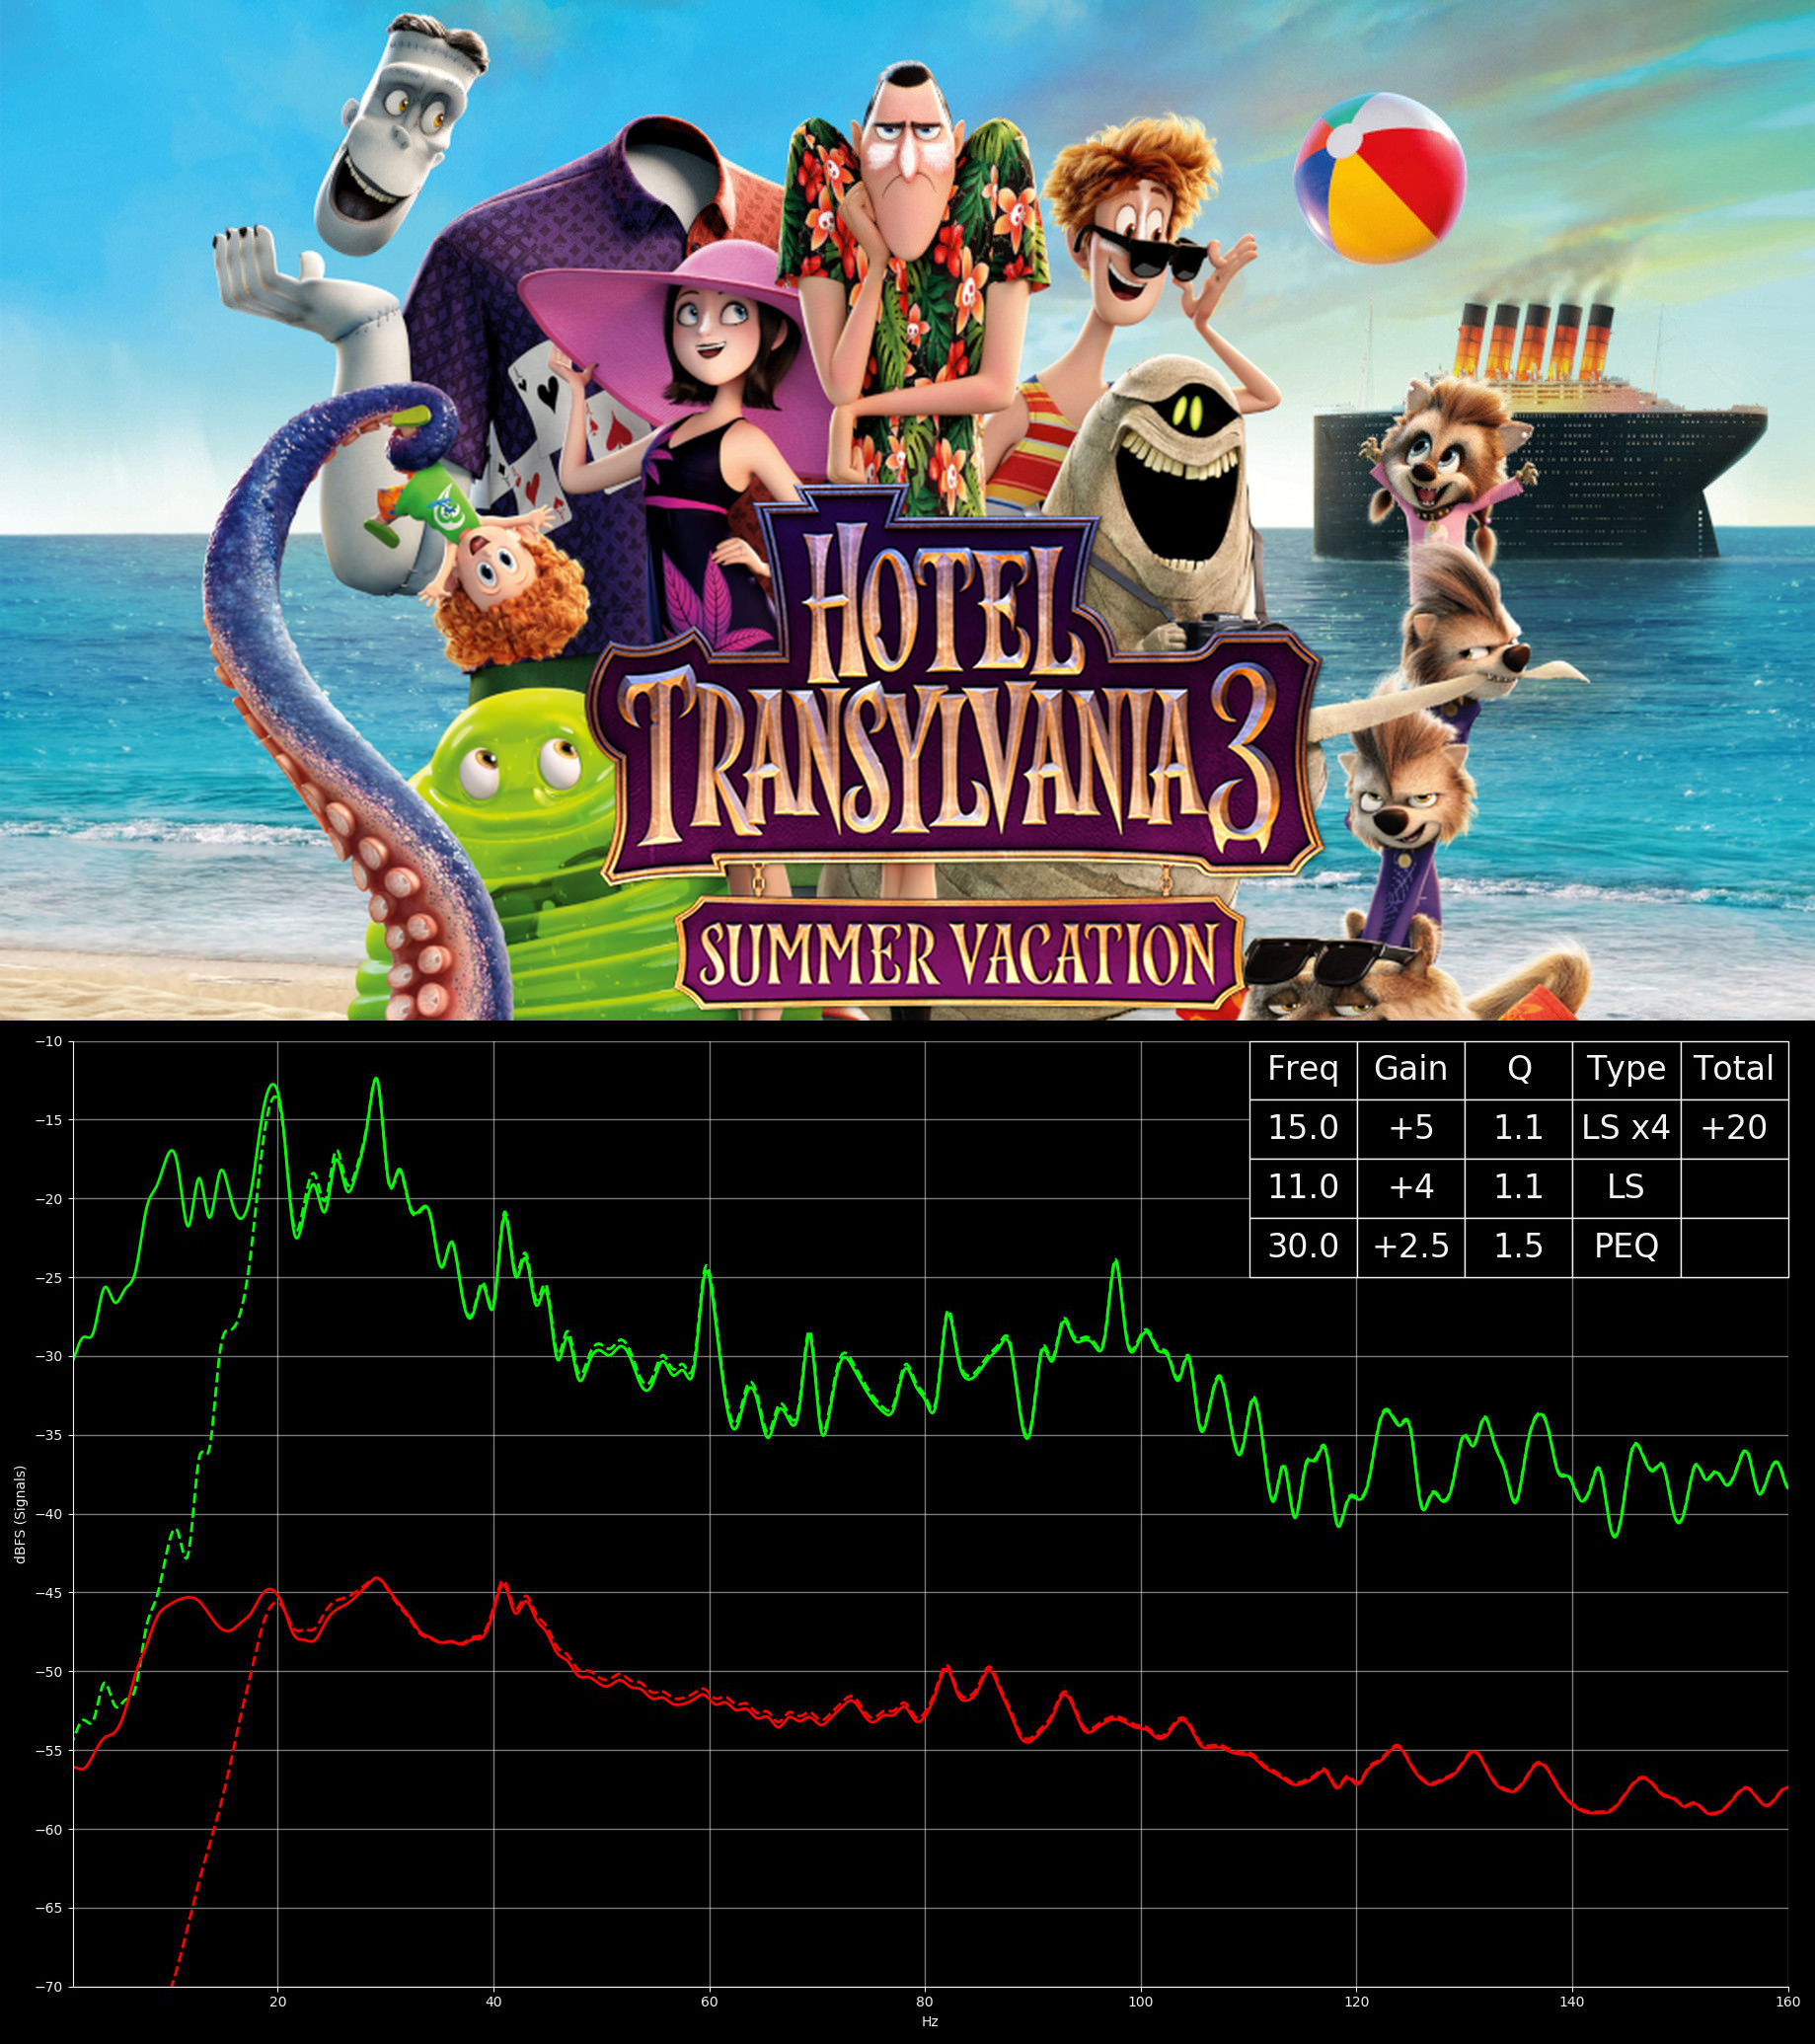 HOTEL
TRANSYLVANIA 3
SUMMER VACATION
Freq Gain Q Type Total
15.0 +5 1.1 LS x4 +20
11.0 +4 1.1 LS
30.0 +2.5 1.5 PEQ
−10
−15
−20
−25
−30
−35
−40
−45
−50
−55
−60
−65
−70
dBFS (Signals)
20 40 60 80 100 120 140 160
Hz